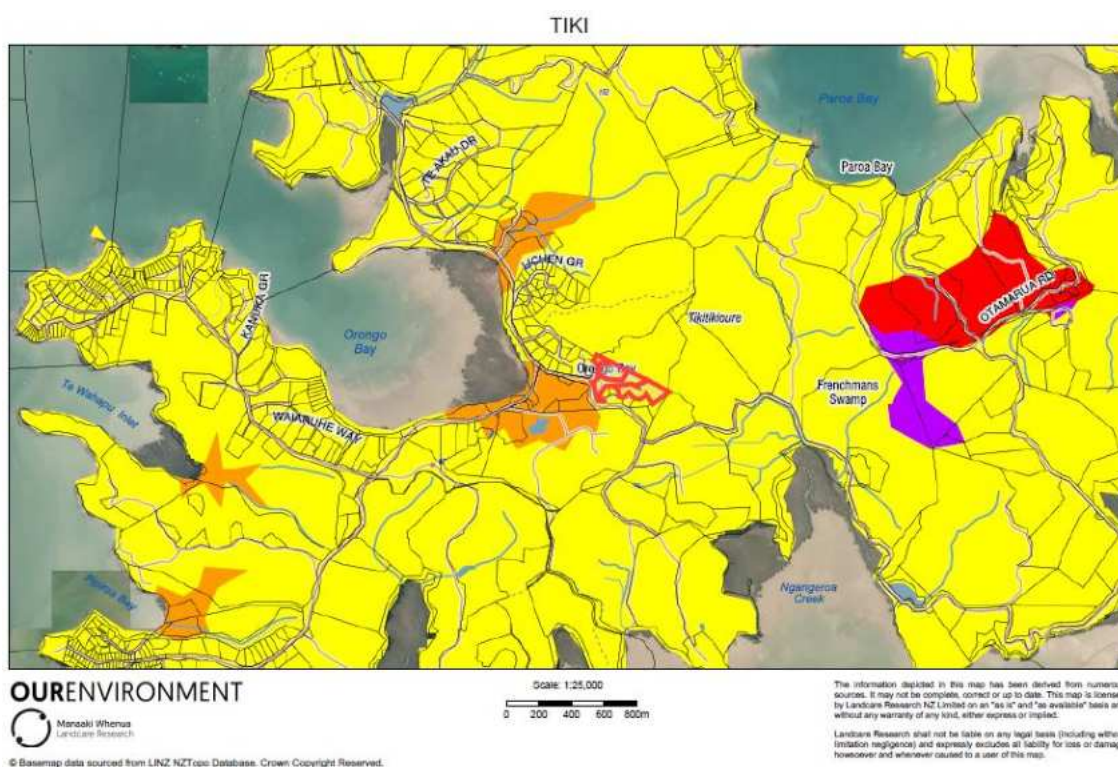 TIKI
Paroa Bay
Paroa Bay
TE AKAU DR
LICHEN GR
KANUKA GR
OTAMARUA RD
Orongo
Bay
Tikitikioure
Te Wahapu Inlet
Frenchmans
Swamp
WAIARUHE WAY
Ngangeroa
Creek
OURENVIRONMENT
Manaaki Whenua
Landcare Research
Scale: 1:25,000
0 200 400 600 800m
The information depicted in this map has been derived from numerou
sources. It may not be complete, correct or up to date. This map is license
by Landcare Research NZ Limited on an "as is" and "as available" basis an
without any warranty of any kind, either express or implied.
Landcare Research shall not be liable on any legal basis (including withou
limitation negligence) and expressly excludes all liability for loss or damag
howsoever and whenever caused to a user of this map.
© Basemap data sourced from LINZ NZTopo Database. Crown Copyright Reserved.